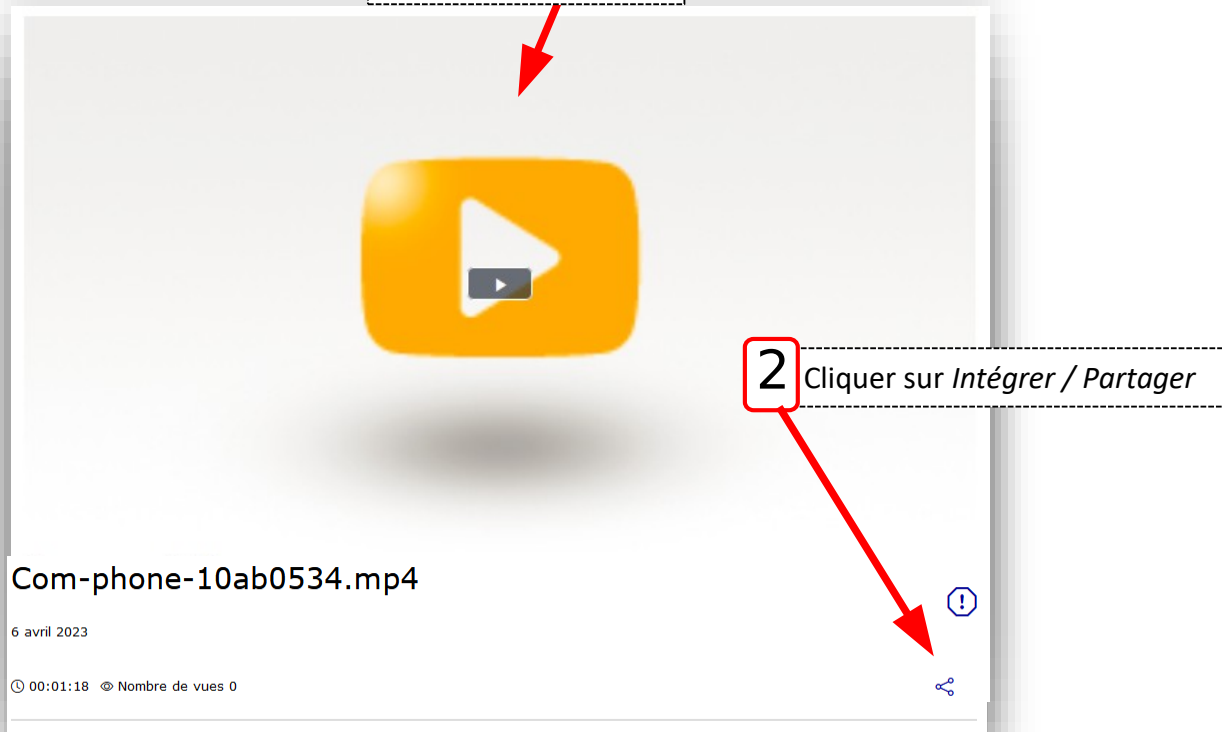 2 Cliquer sur Intégrer / Partager
Com-phone-10ab0534.mp4
6 avril 2023
00:01:18 Nombre de vues 0